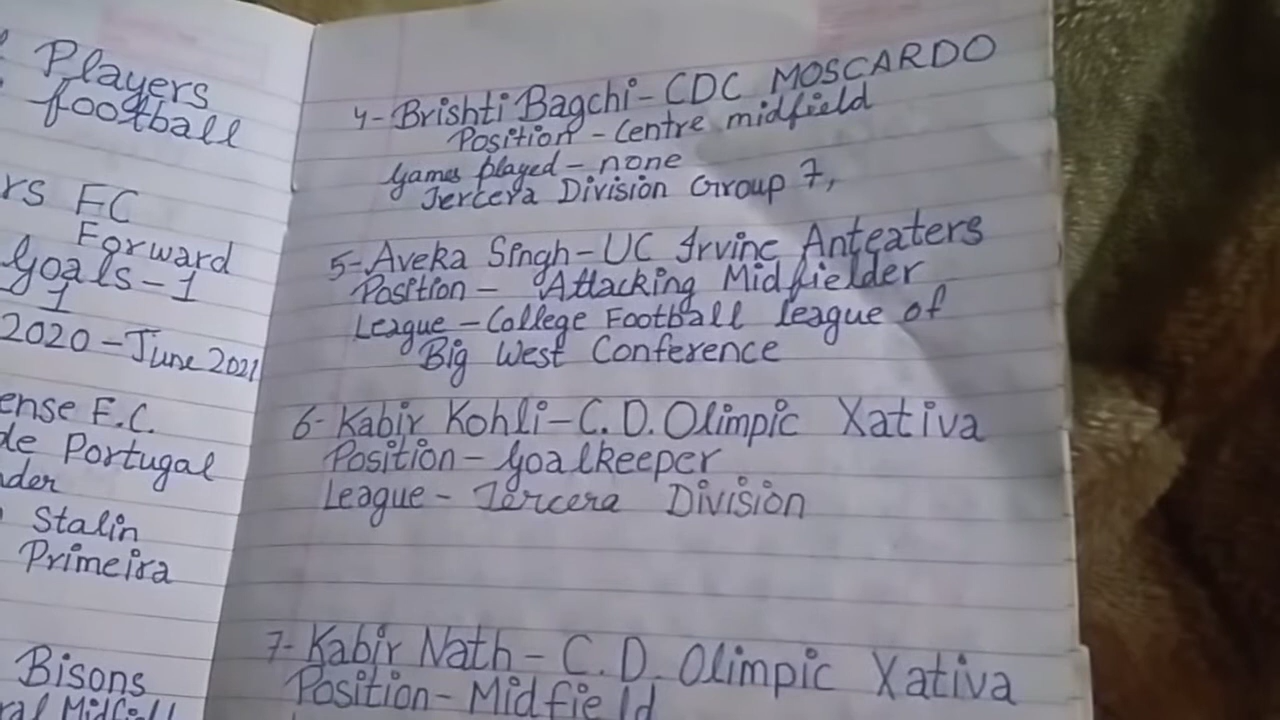 Players
football
rs FC
Forward
Goals-1
1
2020-June 2021
ense F.C.
de Portugal
nder
Stalin
Primeira
Bisons
4- Brishti Bagchi-CDC MOSCARDO
Position - Centre midfield
Games played - none
Tercera Division Group 7,
5-Aveka Singh-UC Irvine Anteaters
Position - Attacking Midfielder
League - College Football league of
Big West Conference
6- Kabir Kohli-C.D.Olimpic Xativa
Position - Goalkeeper
League - Tercera Division
7- Kabir Nath - C.D. Olimpic Xativa
Position- Midfield